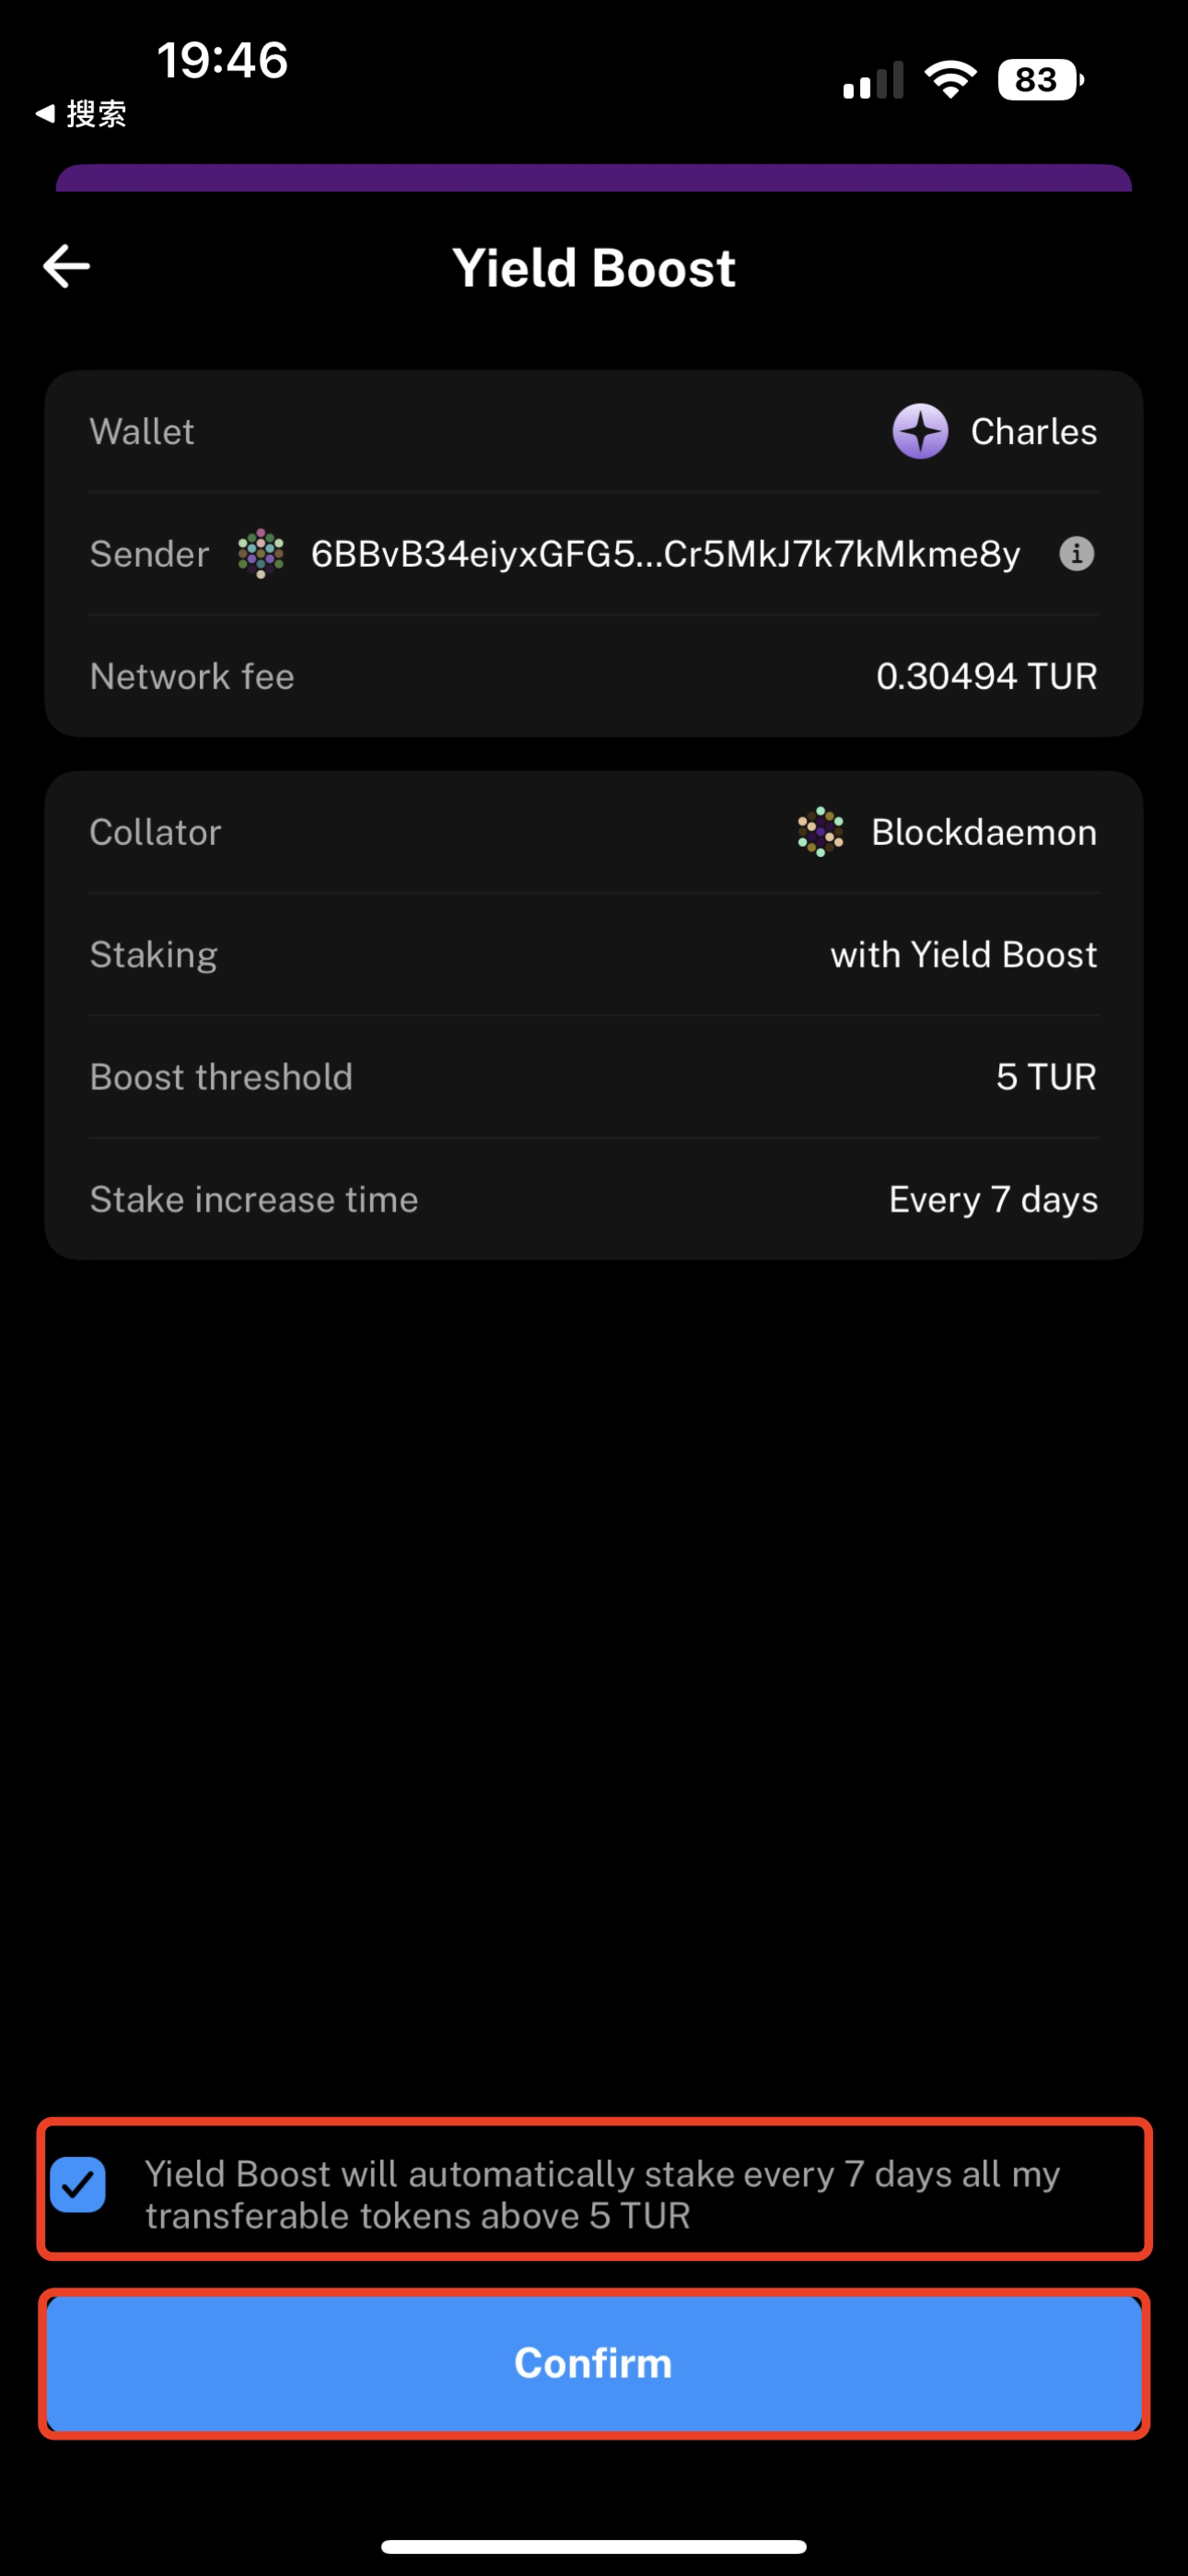 19:46
搜索
83
Yield Boost
Wallet Charles
Sender 6BBvB34eiyxGFG5...Cr5MkJ7k7kMkme8y
Network fee 0.30494 TUR
Collator Blockdaemon
Staking with Yield Boost
Boost threshold 5 TUR
Stake increase time Every 7 days
Yield Boost will automatically stake every 7 days all my
transferable tokens above 5 TUR
Confirm